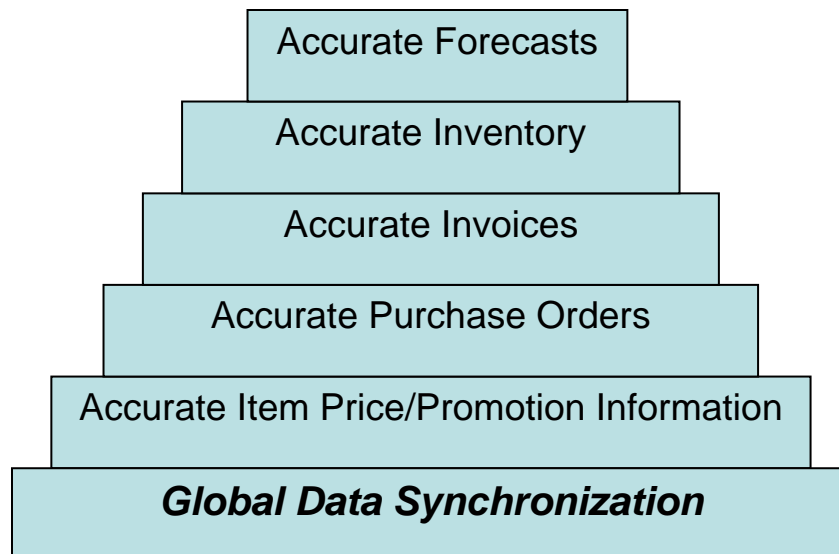 Accurate Forecasts
Accurate Inventory
Accurate Invoices
Accurate Purchase Orders
Accurate Item Price/Promotion Information
Global Data Synchronization